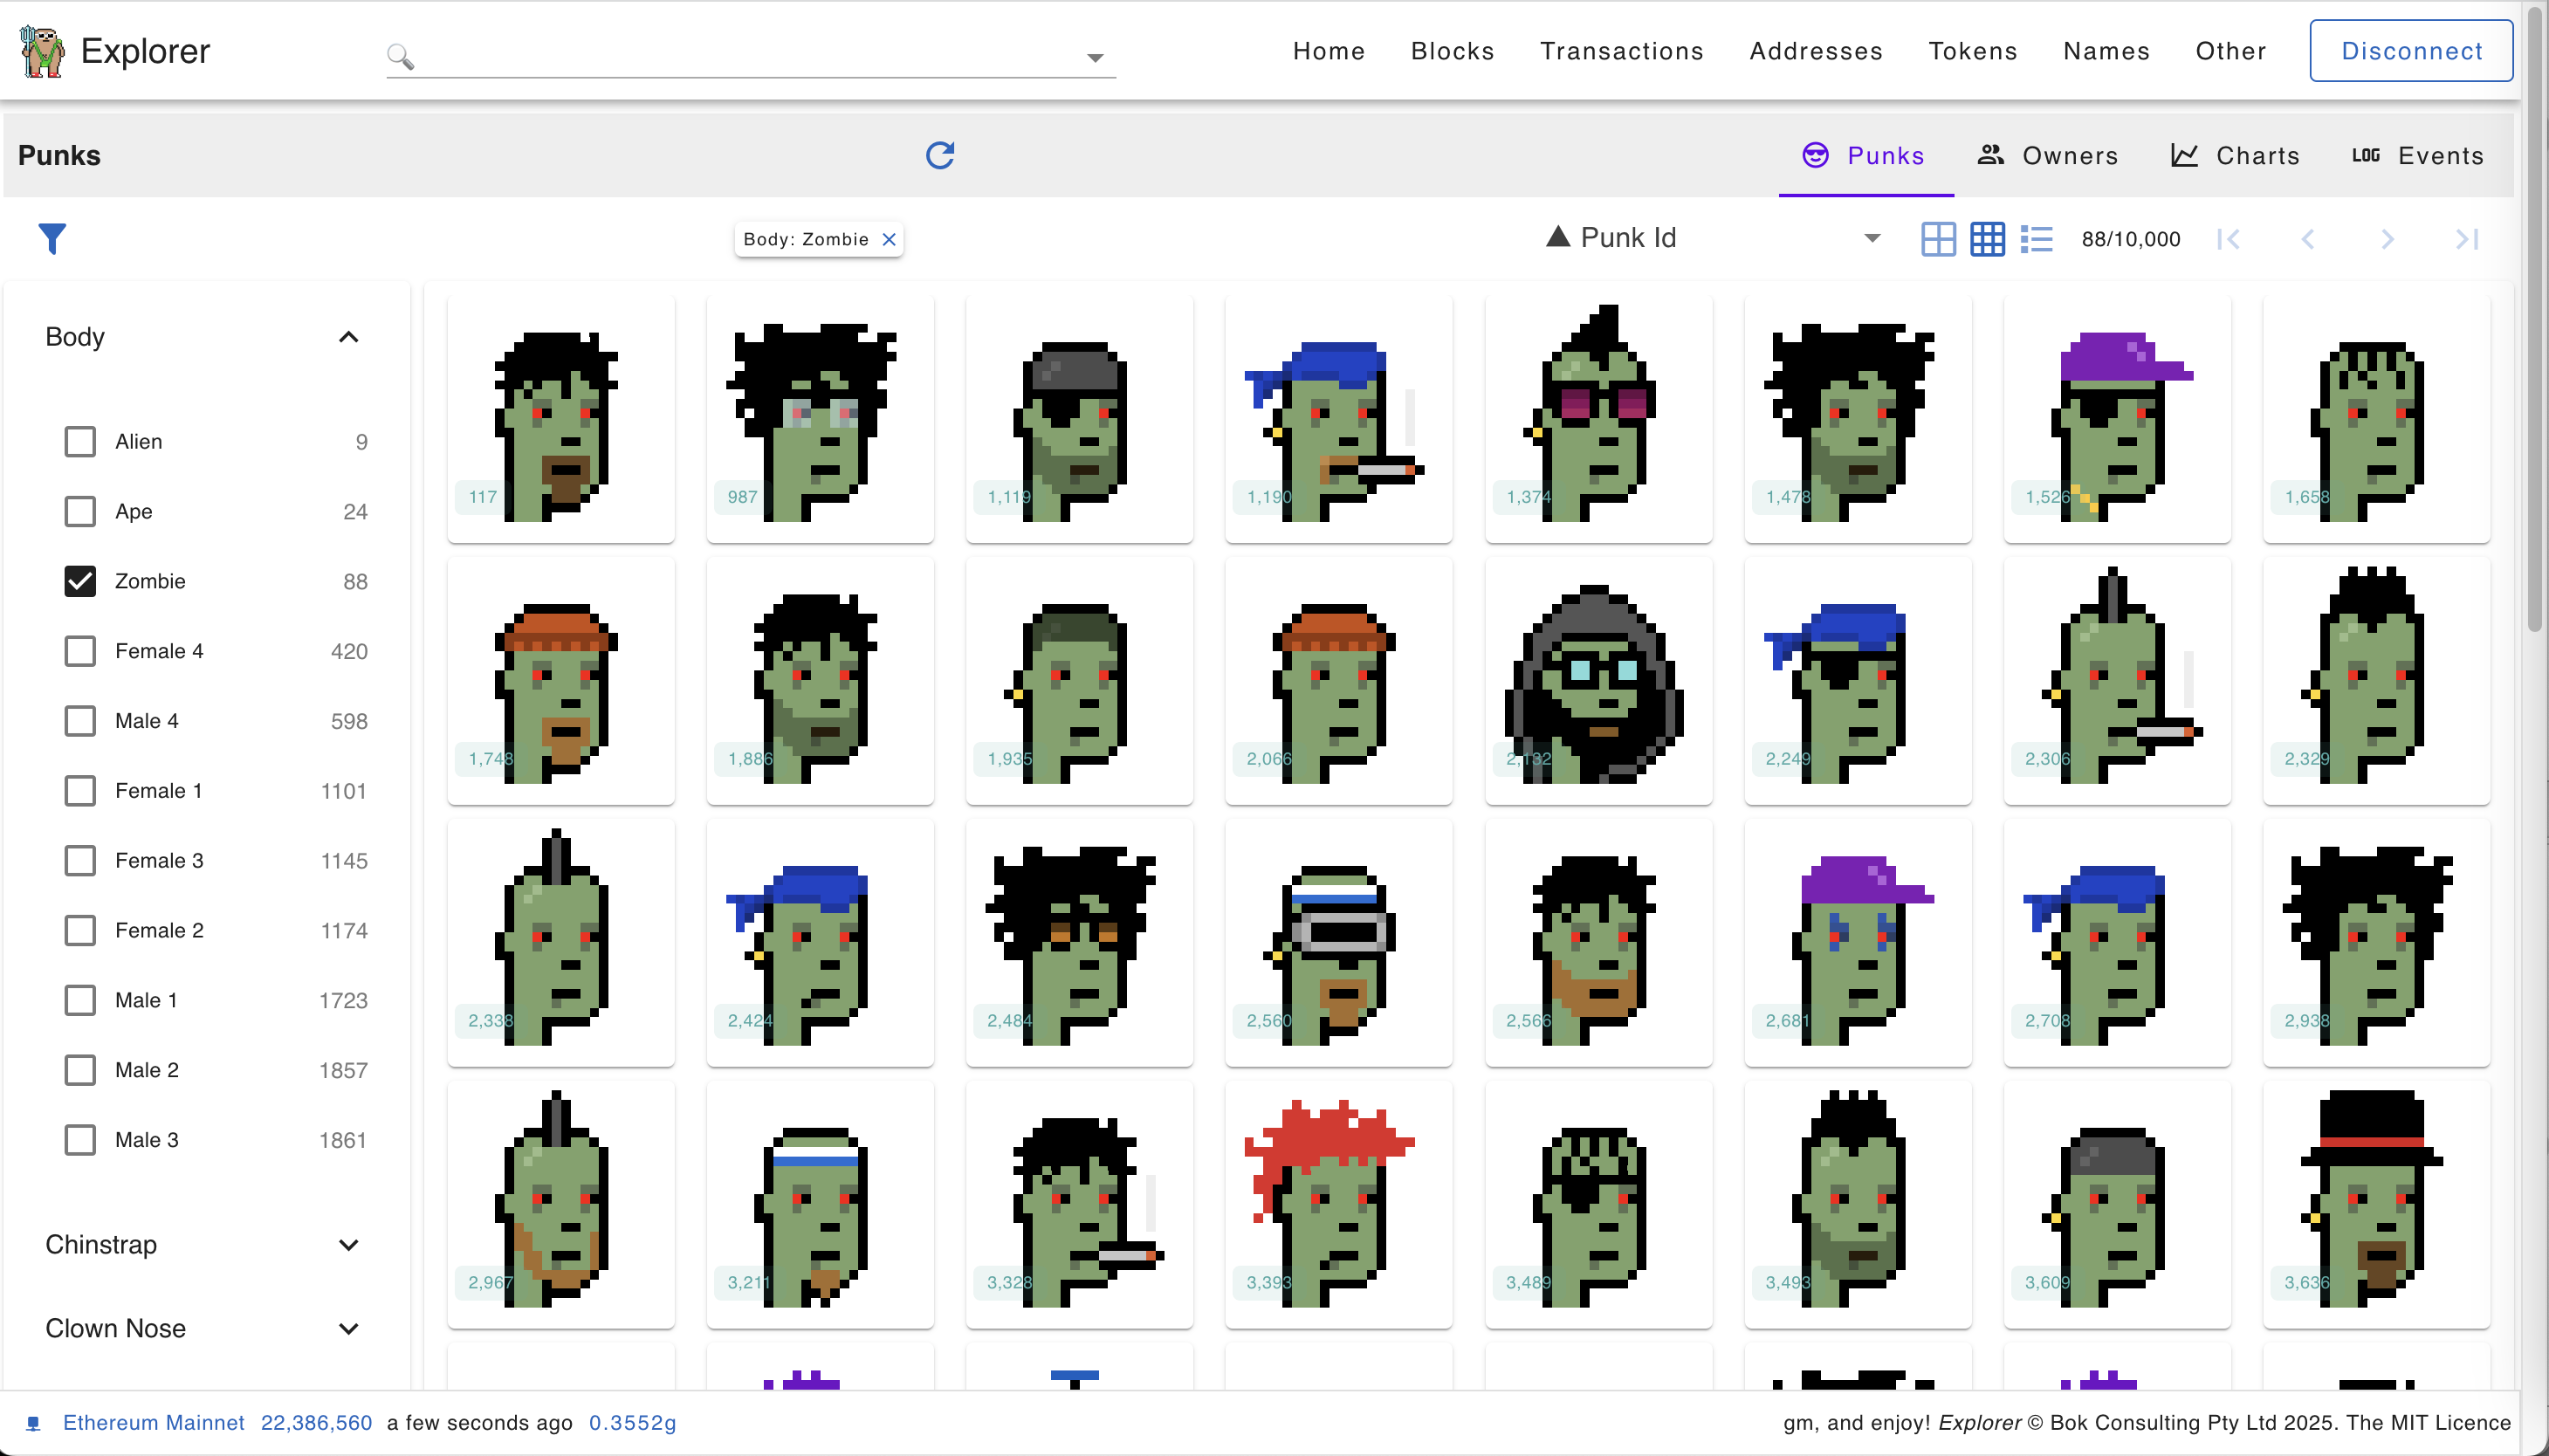 Explorer
Home Blocks Transactions Addresses Tokens Names Other Disconnect
Punks
Punks Owners Charts LOG Events
Body: Zombie
Punk Id
88/10,000
Body
Alien 9
Ape 24
Zombie 88
Female 4 420
Male 4 598
Female 1 1101
Female 3 1145
Female 2 1174
Male 1 1723
Male 2 1857
Male 3 1861
Chinstrap
Clown Nose
117 987 1,119 1,190 1,374 1,478 1,526 1,658
1,748 1,886 1,935 2,066 2,132 2,249 2,306 2,329
2,338 2,424 2,484 2,560 2,566 2,681 2,708 2,938
2,967 3,211 3,328 3,393 3,489 3,493 3,609 3,636
Ethereum Mainnet 22,386,560 a few seconds ago 0.3552g
gm, and enjoy! Explorer © Bok Consulting Pty Ltd 2025. The MIT Licence